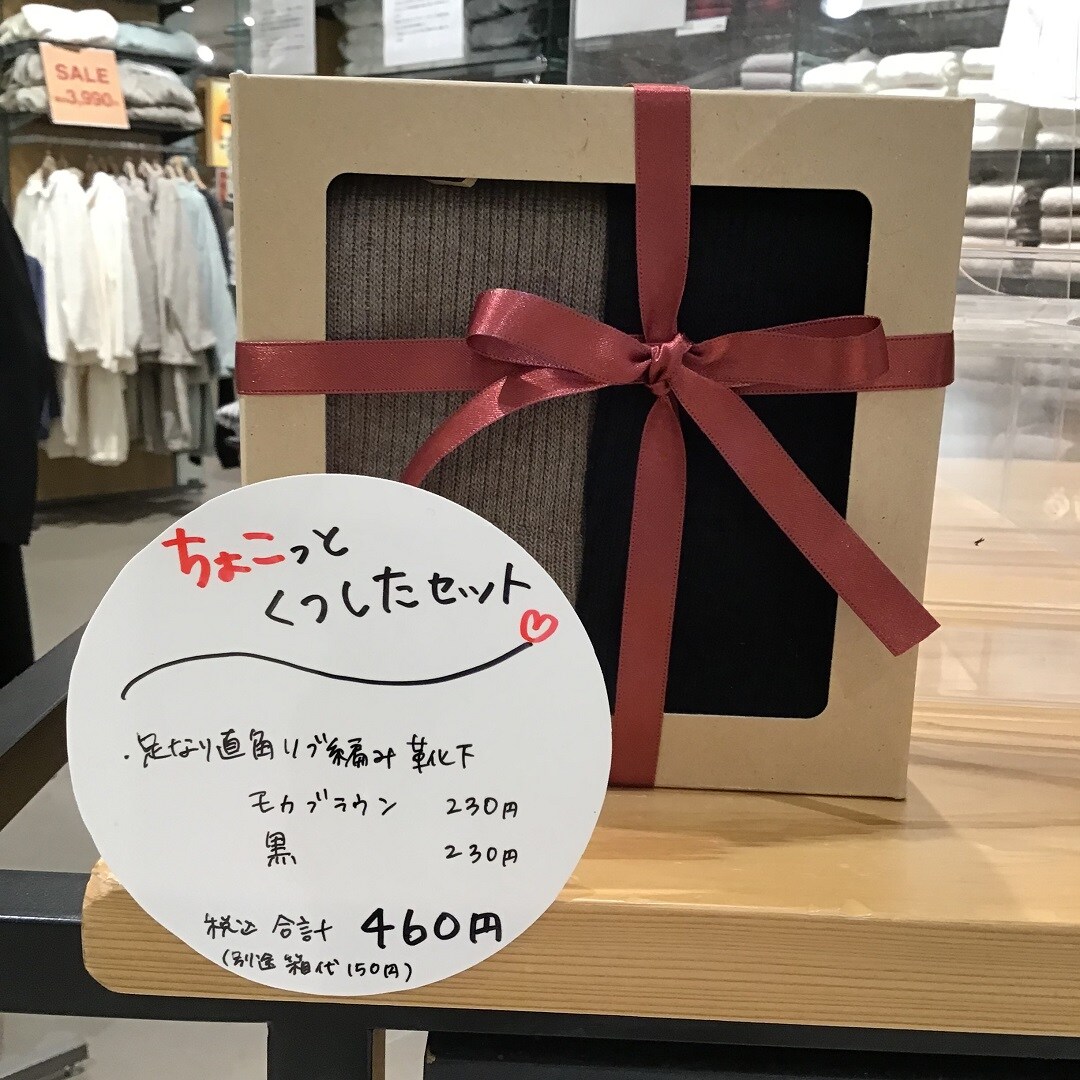 SALE
3,990
ちょこっと
くつしたセット
・足なり直角リブ編み靴下
モカブラウン 230円
黒 230円
税込 合計 460円
(別途 箱代 150円)